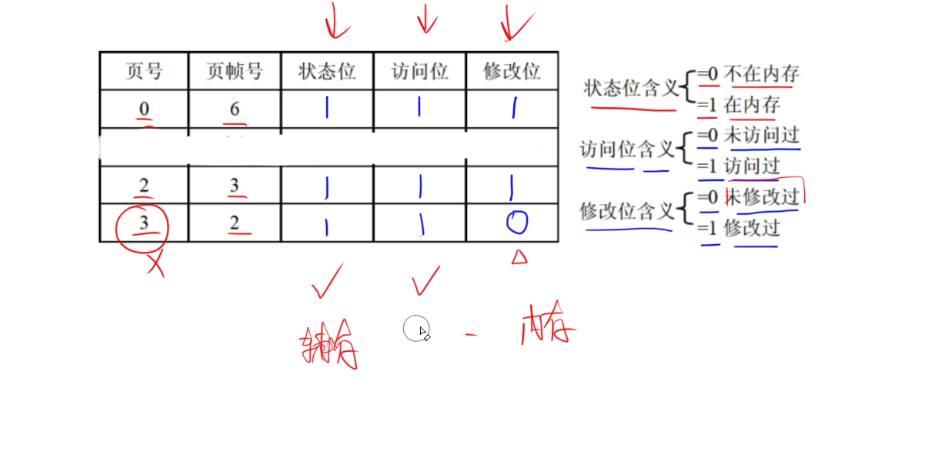 页号 页帧号 状态位 访问位 修改位
0 6 1 1 1
2 3 1 1 1
3 2 1 1 0
状态位含义 =0 不在内存
=1 在内存
访问位含义 =0 未访问过
=1 访问过
修改位含义 =0 未修改过
=1 修改过
辅存 - 内存